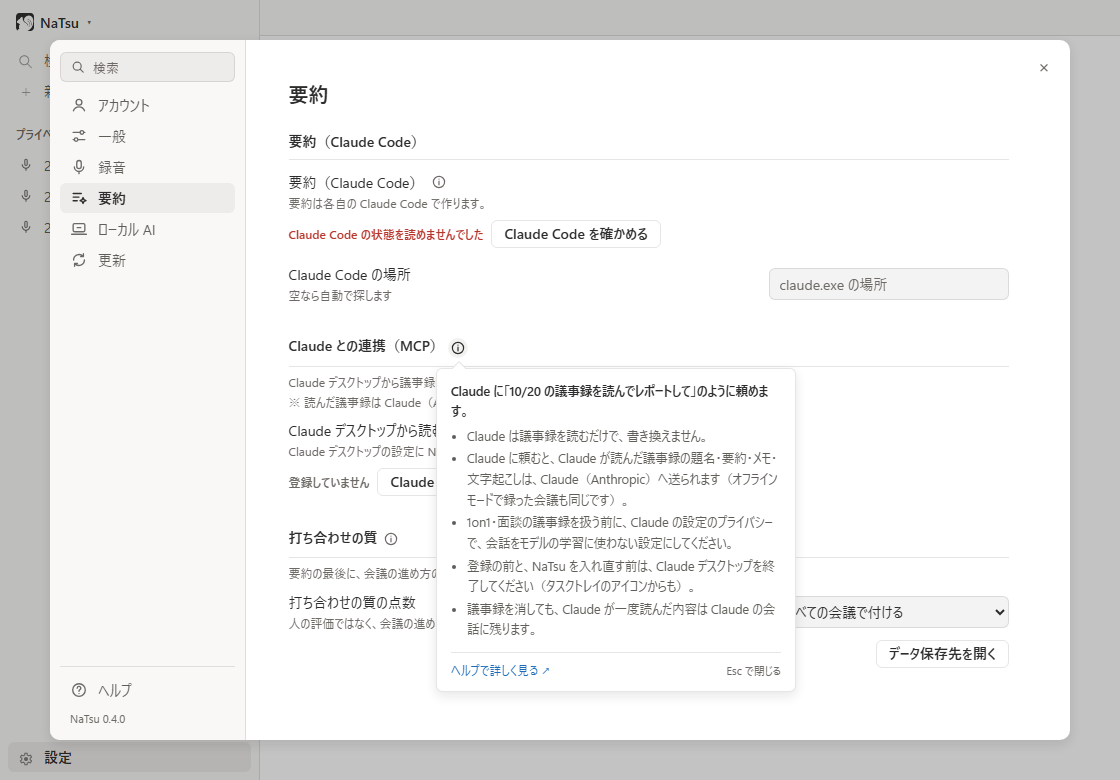 NaTsu
検索
アカウント
一般
録音
要約
ローカル AI
更新
ヘルプ
NaTsu 0.4.0
設定
プライベ
2
2
2
×
要約
要約（Claude Code）
要約（Claude Code）
要約は各自の Claude Code で作ります。
Claude Code の状態を読めませんでした
Claude Code を確かめる
Claude Code の場所
空なら自動で探します
claude.exe の場所
Claude との連携（MCP）
Claude デスクトップから議事録
※ 読んだ議事録は Claude（A
Claude デスクトップから読む
Claude デスクトップの設定に N
登録していません
Claude
Claude に「10/20 の議事録を読んでレポートして」のように頼めま
す。
• Claude は議事録を読むだけで、書き換えません。
• Claude に頼むと、Claude が読んだ議事録の題名・要約・メモ・
文字起こしは、Claude（Anthropic）へ送られます（オフライン
モードで録った会議も同じです）。
• 1on1・面談の議事録を扱う前に、Claude の設定のプライバシー
で、会話をモデルの学習に使わない設定にしてください。
• 登録の前と、NaTsu を入れ直す前は、Claude デスクトップを終
了してください（タスクトレイのアイコンからも）。
• 議事録を消しても、Claude が一度読んだ内容は Claude の会
話に残ります。
ヘルプで詳しく見る ↗
Esc で閉じる
打ち合わせの質
要約の最後に、会議の進め方の
打ち合わせの質の点数
人の評価ではなく、会議の進め
べての会議で付ける
データ保存先を開く